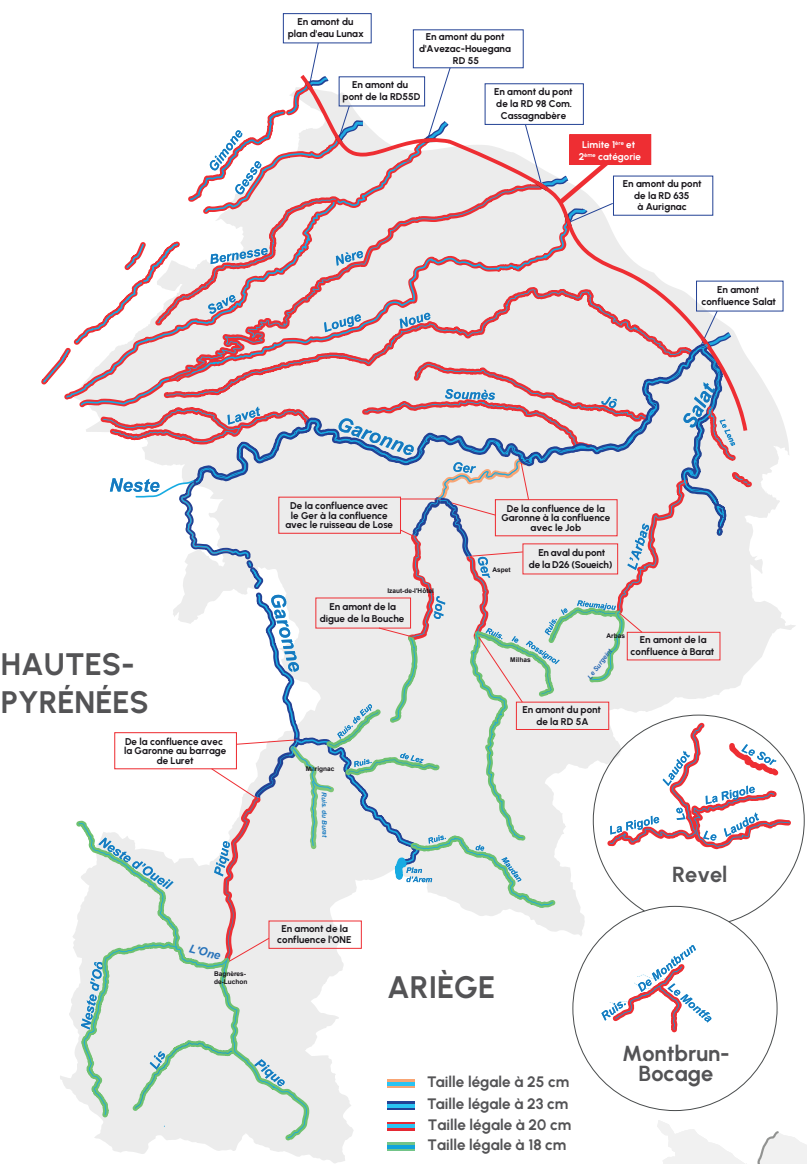 En amont du
plan d'eau Lunax
En amont du pont
d'Avezac-Houegana
RD 55
En amont du
pont de la RD55D
En amont du pont
de la RD 98 Com.
Cassagnabère
Limite 1ère et
2ème catégorie
En amont du pont
de la RD 635
à Aurignac
Gimone
Gesse
Bernesse
Nère
Save
Louge
Noue
En amont
confluence Salat
Salat
Le Lens
Jô
Soumès
Lavet
Garonne
Ger
Neste
De la confluence avec
le Ger à la confluence
avec le ruisseau de Lose
De la confluence de la
Garonne à la confluence
avec le Job
En aval du pont
de la D26 (Soueich)
Ger
Aspet
L'Arbas
Izaut-de-l'Hôtel
Job
En amont de la
digue de la Bouche
Garonne
Ruis. le Rieumajou
Arbas
Le Surgeint
En amont de la
confluence à Barat
Ruis. le Rossignol
Milhas
En amont du pont
de la RD 5A
HAUTES-
PYRÉNÉES
De la confluence avec
la Garonne au barrage
de Luret
Ruis. de Eup
Marignac
Ruis. de Lez
Ruis. du Burat
Plan
d'Arem
Ruis. de Maudan
Pique
Neste d'Oueil
L'One
En amont de la
confluence l'ONE
Bagnères-
de-Luchon
Neste d'Oô
Lis
Pique
Laudot
Le
Le Sor
La Rigole
La Rigole
Le Laudot
Revel
ARIÈGE
Ruis. De Montbrun
Le Montfa
Montbrun-
Bocage
Taille légale à 25 cm
Taille légale à 23 cm
Taille légale à 20 cm
Taille légale à 18 cm